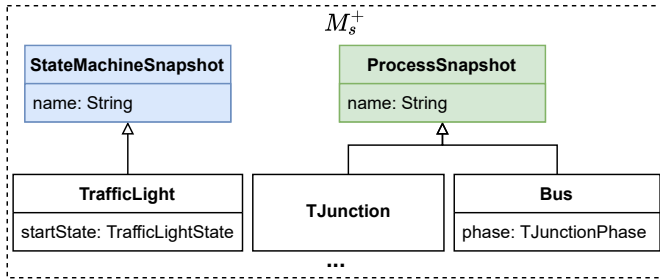 M_s^+
StateMachineSnapshot
ProcessSnapshot
name: String
name: String
TrafficLight
TJunction
Bus
startState: TrafficLightState
phase: TJunctionPhase
...